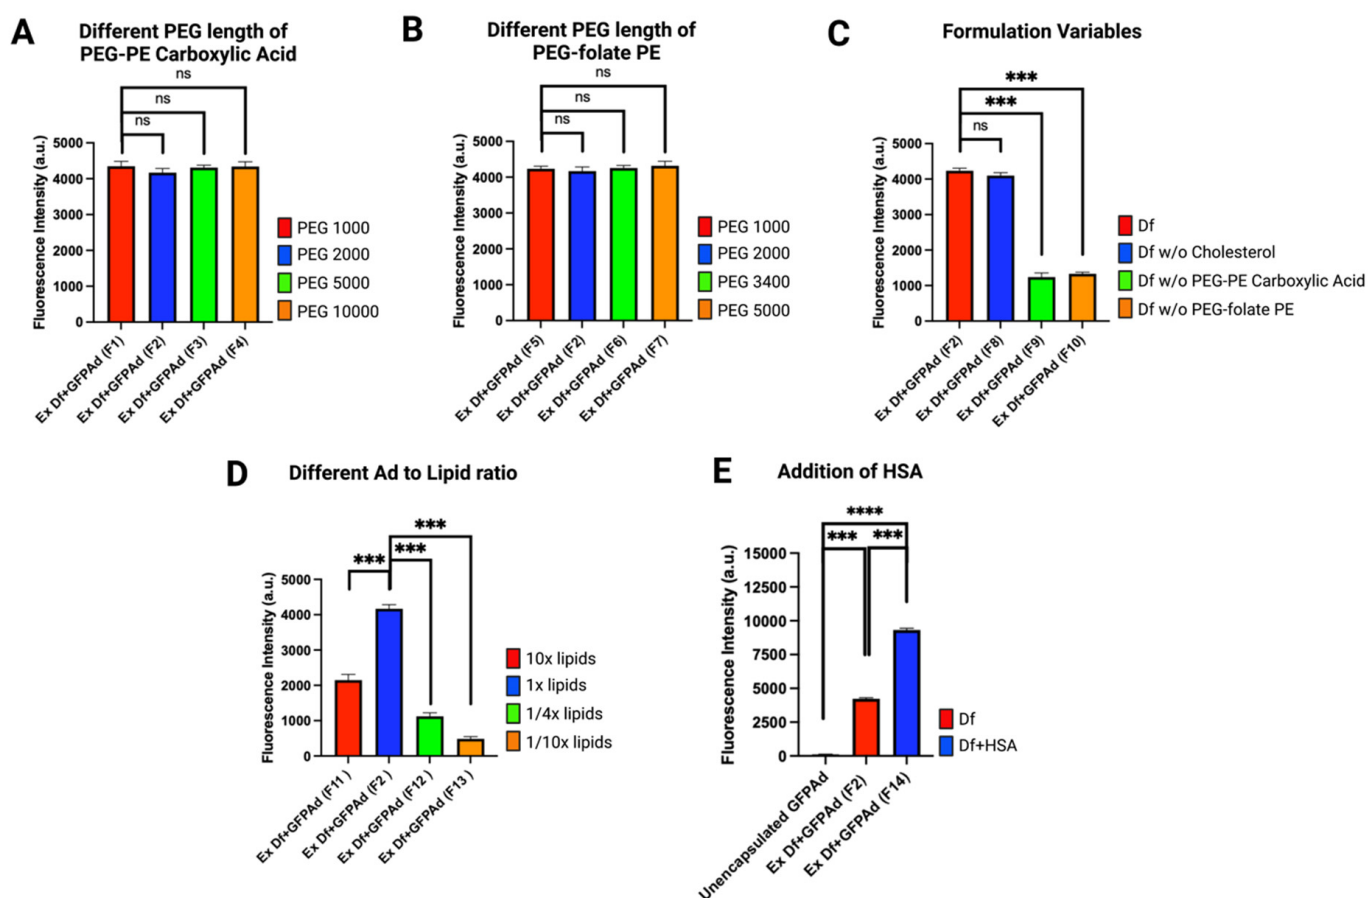 A
Different PEG length of
PEG-PE Carboxylic Acid
ns
ns
ns
Fluorescence Intensity (a.u.)
5000
4000
3000
2000
1000
0
Ex Df+GFPAd (F1)
Ex Df+GFPAd (F2)
Ex Df+GFPAd (F3)
Ex Df+GFPAd (F4)
PEG 1000
PEG 2000
PEG 5000
PEG 10000
B
Different PEG length of
PEG-folate PE
ns
ns
ns
Fluorescence Intensity (a.u.)
5000
4000
3000
2000
1000
0
Ex Df+GFPAd (F5)
Ex Df+GFPAd (F2)
Ex Df+GFPAd (F6)
Ex Df+GFPAd (F7)
PEG 1000
PEG 2000
PEG 3400
PEG 5000
C
Formulation Variables
***
***
ns
Fluorescence Intensity (a.u.)
5000
4000
3000
2000
1000
0
Ex Df+GFPAd (F2)
Ex Df+GFPAd (F8)
Ex Df+GFPAd (F9)
Ex Df+GFPAd (F10)
Df
Df w/o Cholesterol
Df w/o PEG-PE Carboxylic Acid
Df w/o PEG-folate PE
D
Different Ad to Lipid ratio
***
***
***
Fluorescence Intensity (a.u.)
5000
4000
3000
2000
1000
0
Ex Df+GFPAd (F11 )
Ex Df+GFPAd (F2 )
Ex Df+GFPAd (F12 )
Ex Df+GFPAd (F13 )
10x lipids
1x lipids
1/4x lipids
1/10x lipids
E
Addition of HSA
****
*** ***
Fluorescence Intensity (a.u.)
15000
12500
10000
7500
5000
2500
0
Unencapsulated GFPAd
Ex Df+GFPAd (F2)
Ex Df+GFPAd (F14)
Df
Df+HSA